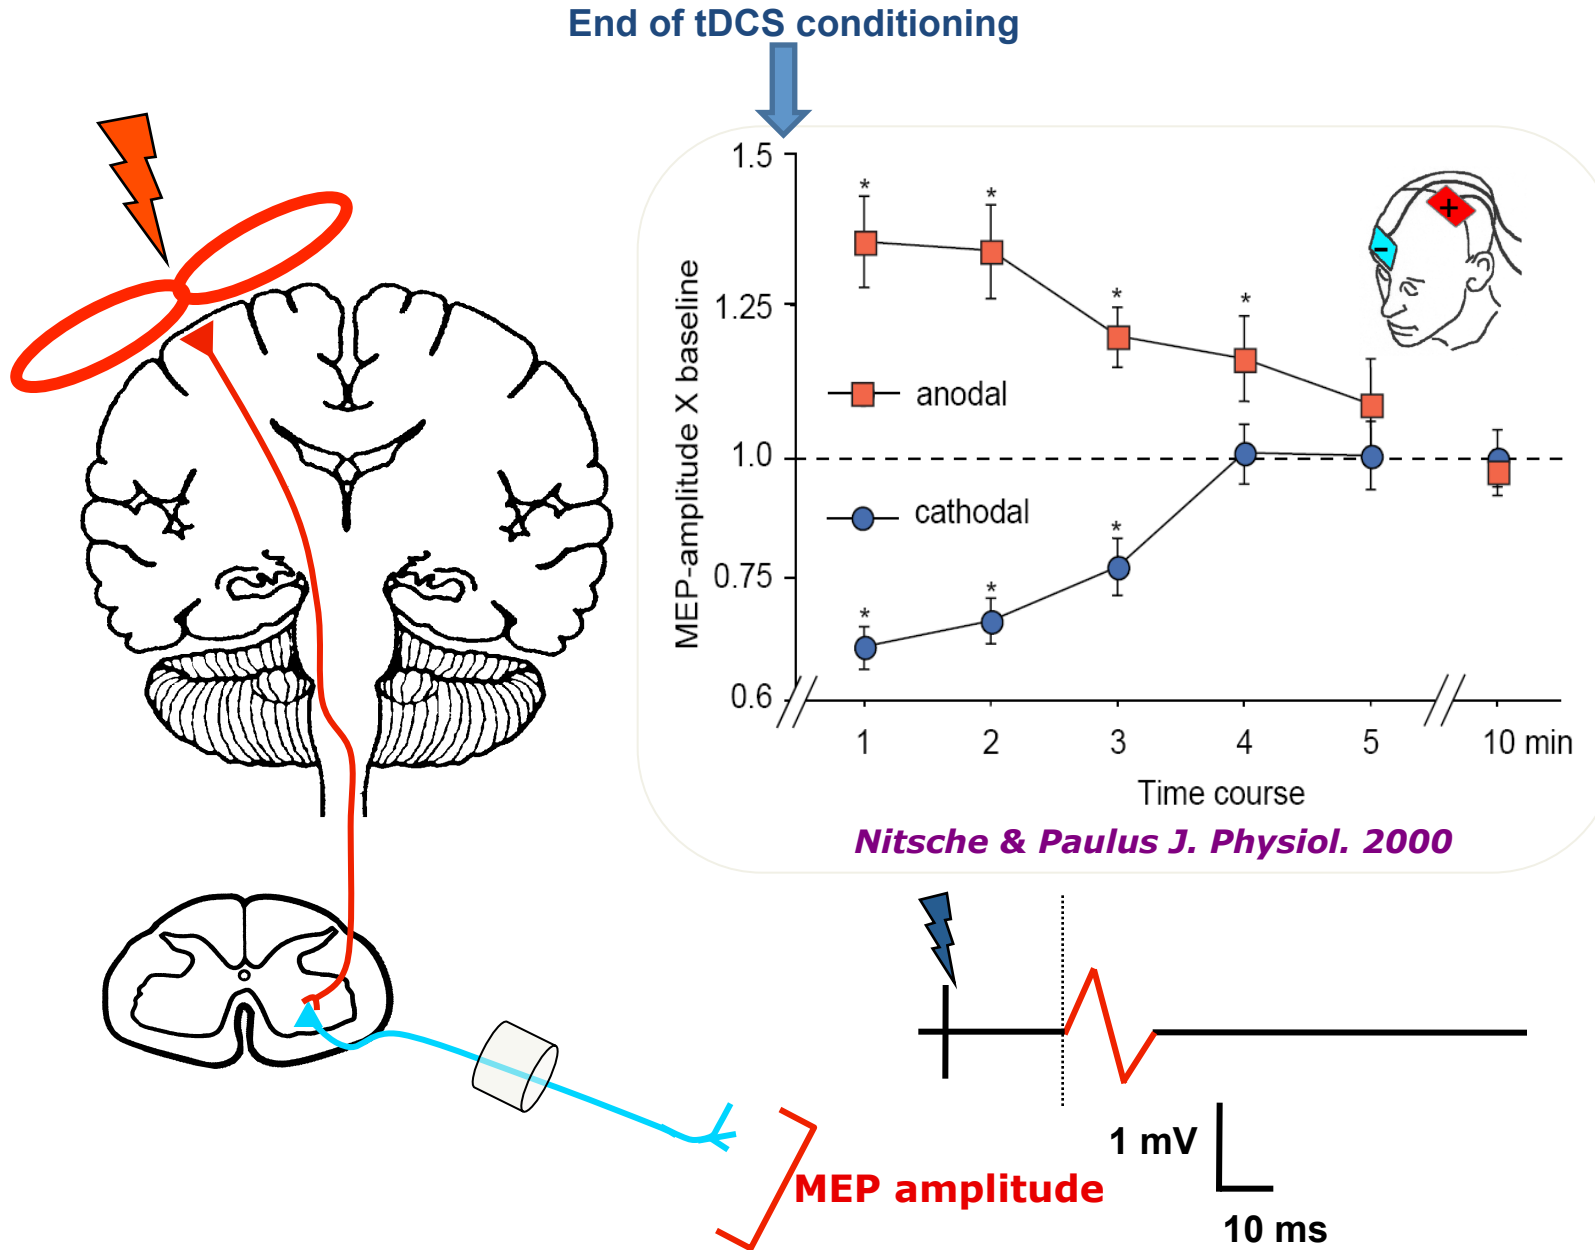 End of tDCS conditioning
1.5
1.25
1.0
0.75
0.6
MEP-amplitude X baseline
*
*
*
*
+
-
anodal
cathodal
*
*
*
1 2 3 4 5 10 min
Time course
Nitsche & Paulus J. Physiol. 2000
1 mV
MEP amplitude
10 ms